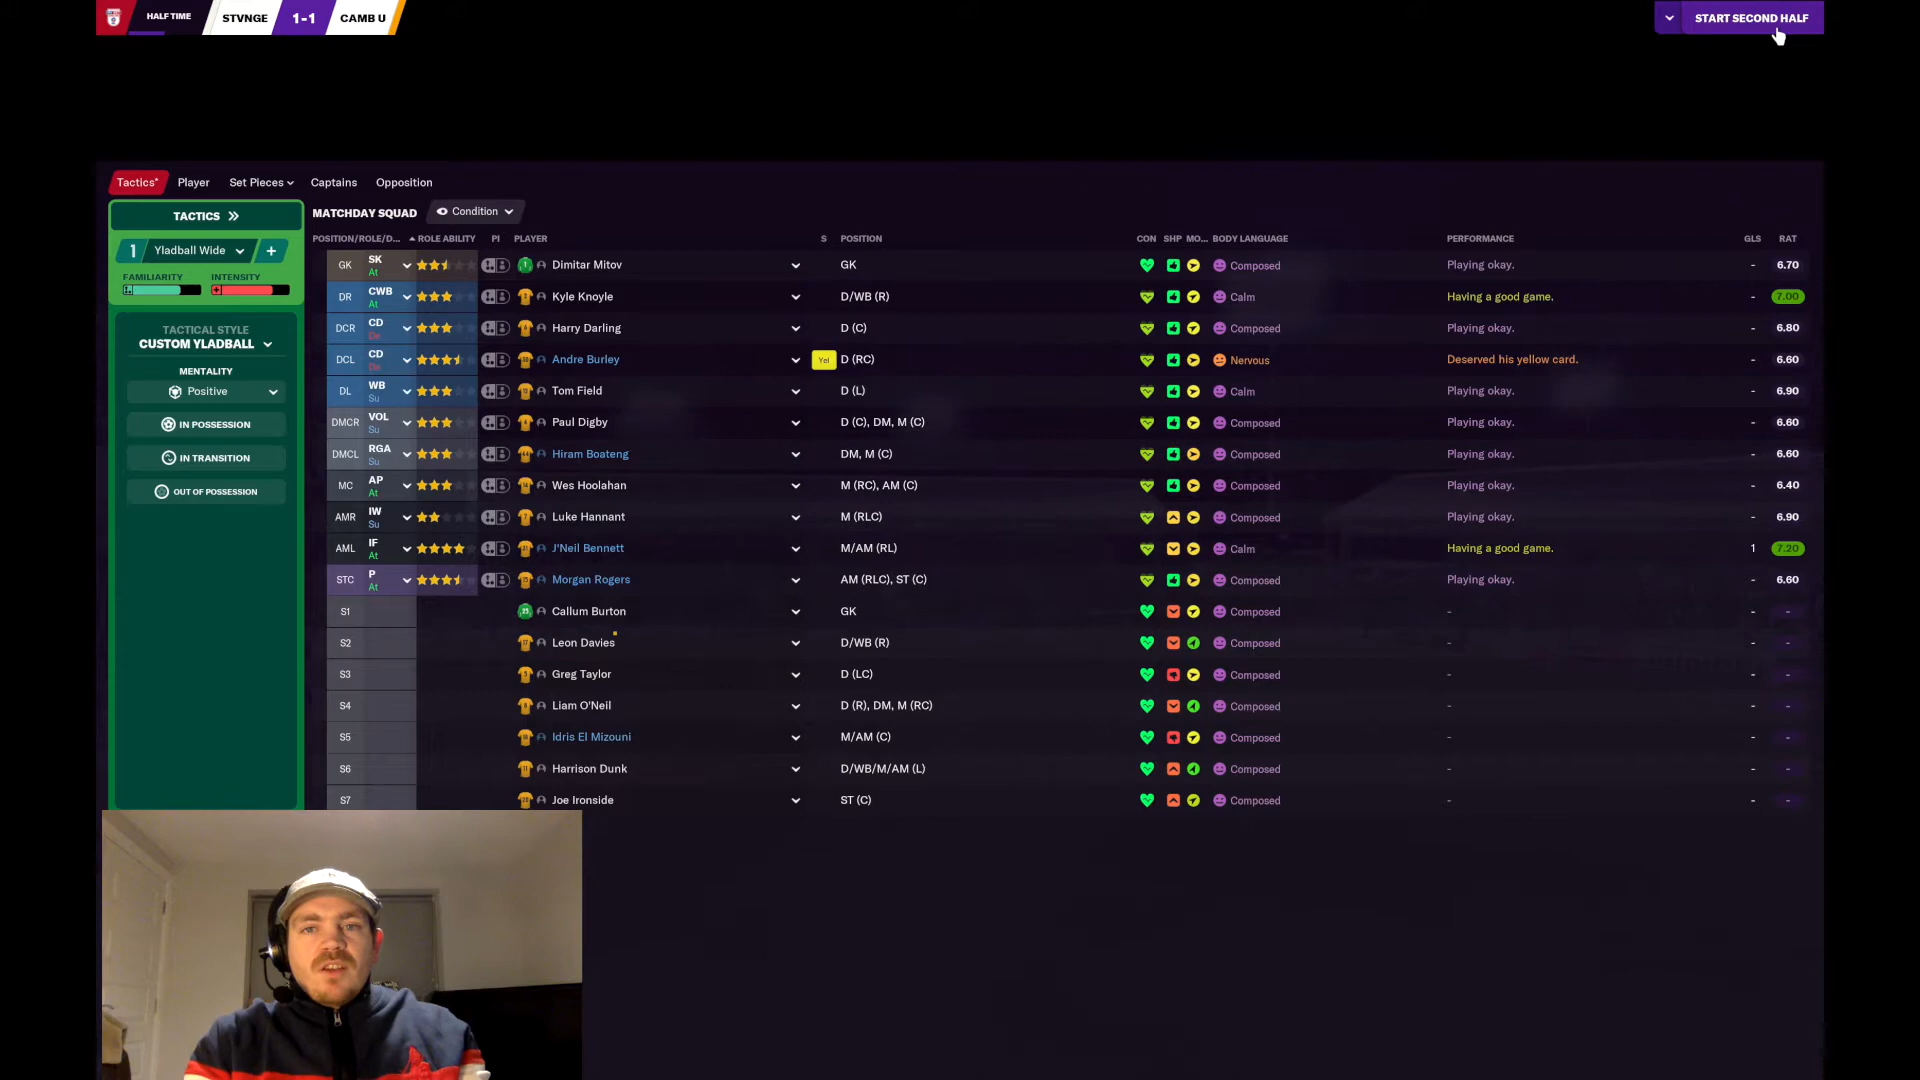 HALF TIME STVNGE 1-1 CAMB U START SECOND HALF
Tactics* Player Set Pieces Captains Opposition
TACTICS MATCHDAY SQUAD Condition
POSITION/ROLE/D... ROLE ABILITY PI PLAYER S POSITION CON SHP MO... BODY LANGUAGE PERFORMANCE GLS RAT
1 Yladball Wide +
FAMILIARITY INTENSITY
TACTICAL STYLE
CUSTOM YLADBALL
MENTALITY
Positive
IN POSSESSION
IN TRANSITION
OUT OF POSSESSION
GK SK At 1 Dimitar Mitov GK Composed Playing okay. - 6.70
DR CWB At Kyle Knoyle D/WB (R) Calm Having a good game. - 7.00
DCR CD De Harry Darling D (C) Composed Playing okay. - 6.80
DCL CD De Andre Burley Yel D (RC) Nervous Deserved his yellow card. - 6.60
DL WB Su Tom Field D (L) Calm Playing okay. - 6.90
DMCR VOL Su Paul Digby D (C), DM, M (C) Composed Playing okay. - 6.60
DMCL RGA Su Hiram Boateng DM, M (C) Composed Playing okay. - 6.60
MC AP At Wes Hoolahan M (RC), AM (C) Composed Playing okay. - 6.40
AMR IW Su Luke Hannant M (RLC) Composed Playing okay. - 6.90
AML IF At J'Neil Bennett M/AM (RL) Calm Having a good game. 1 7.20
STC P At Morgan Rogers AM (RLC), ST (C) Composed Playing okay. - 6.60
S1 25 Callum Burton GK Composed - - -
S2 Leon Davies D/WB (R) Composed - - -
S3 Greg Taylor D (LC) Composed - - -
S4 Liam O'Neil D (R), DM, M (RC) Composed - - -
S5 Idris El Mizouni M/AM (C) Composed - - -
S6 Harrison Dunk D/WB/M/AM (L) Composed - - -
S7 Joe Ironside ST (C) Composed - - -